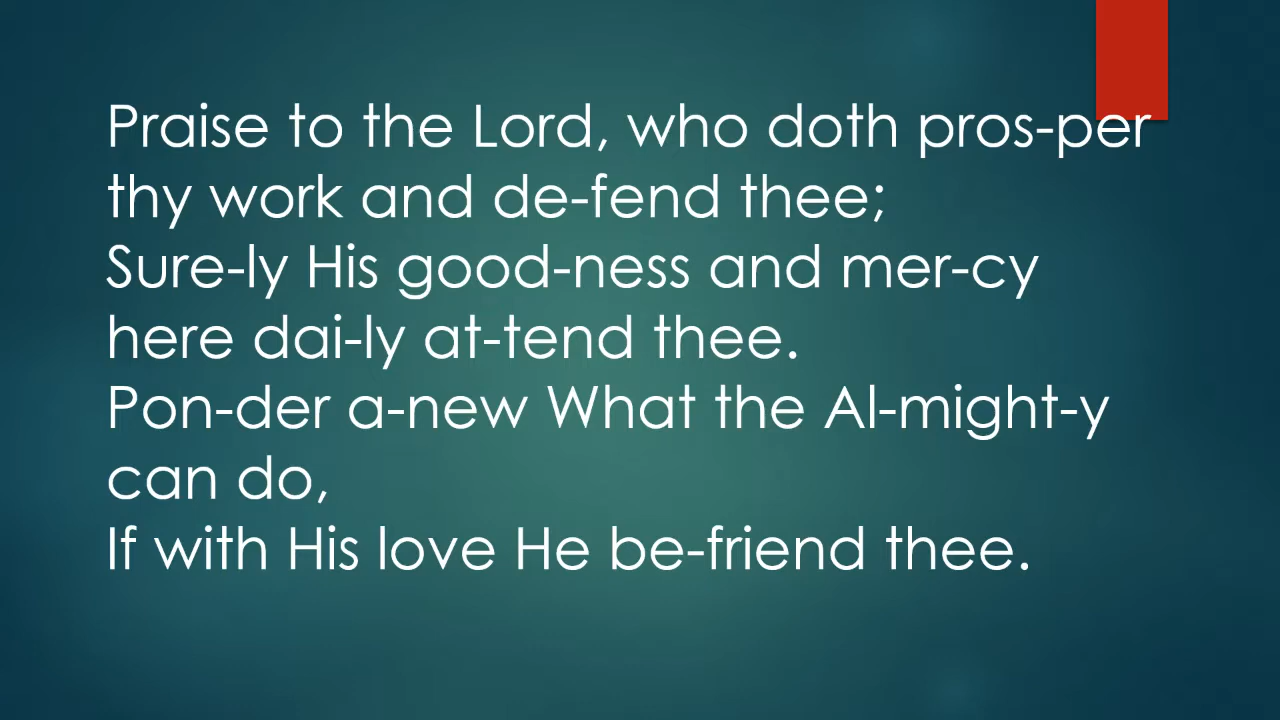 Praise to the Lord, who doth pros-per
thy work and de-fend thee;
Sure-ly His good-ness and mer-cy
here dai-ly at-tend thee.
Pon-der a-new What the Al-might-y
can do,
If with His love He be-friend thee.